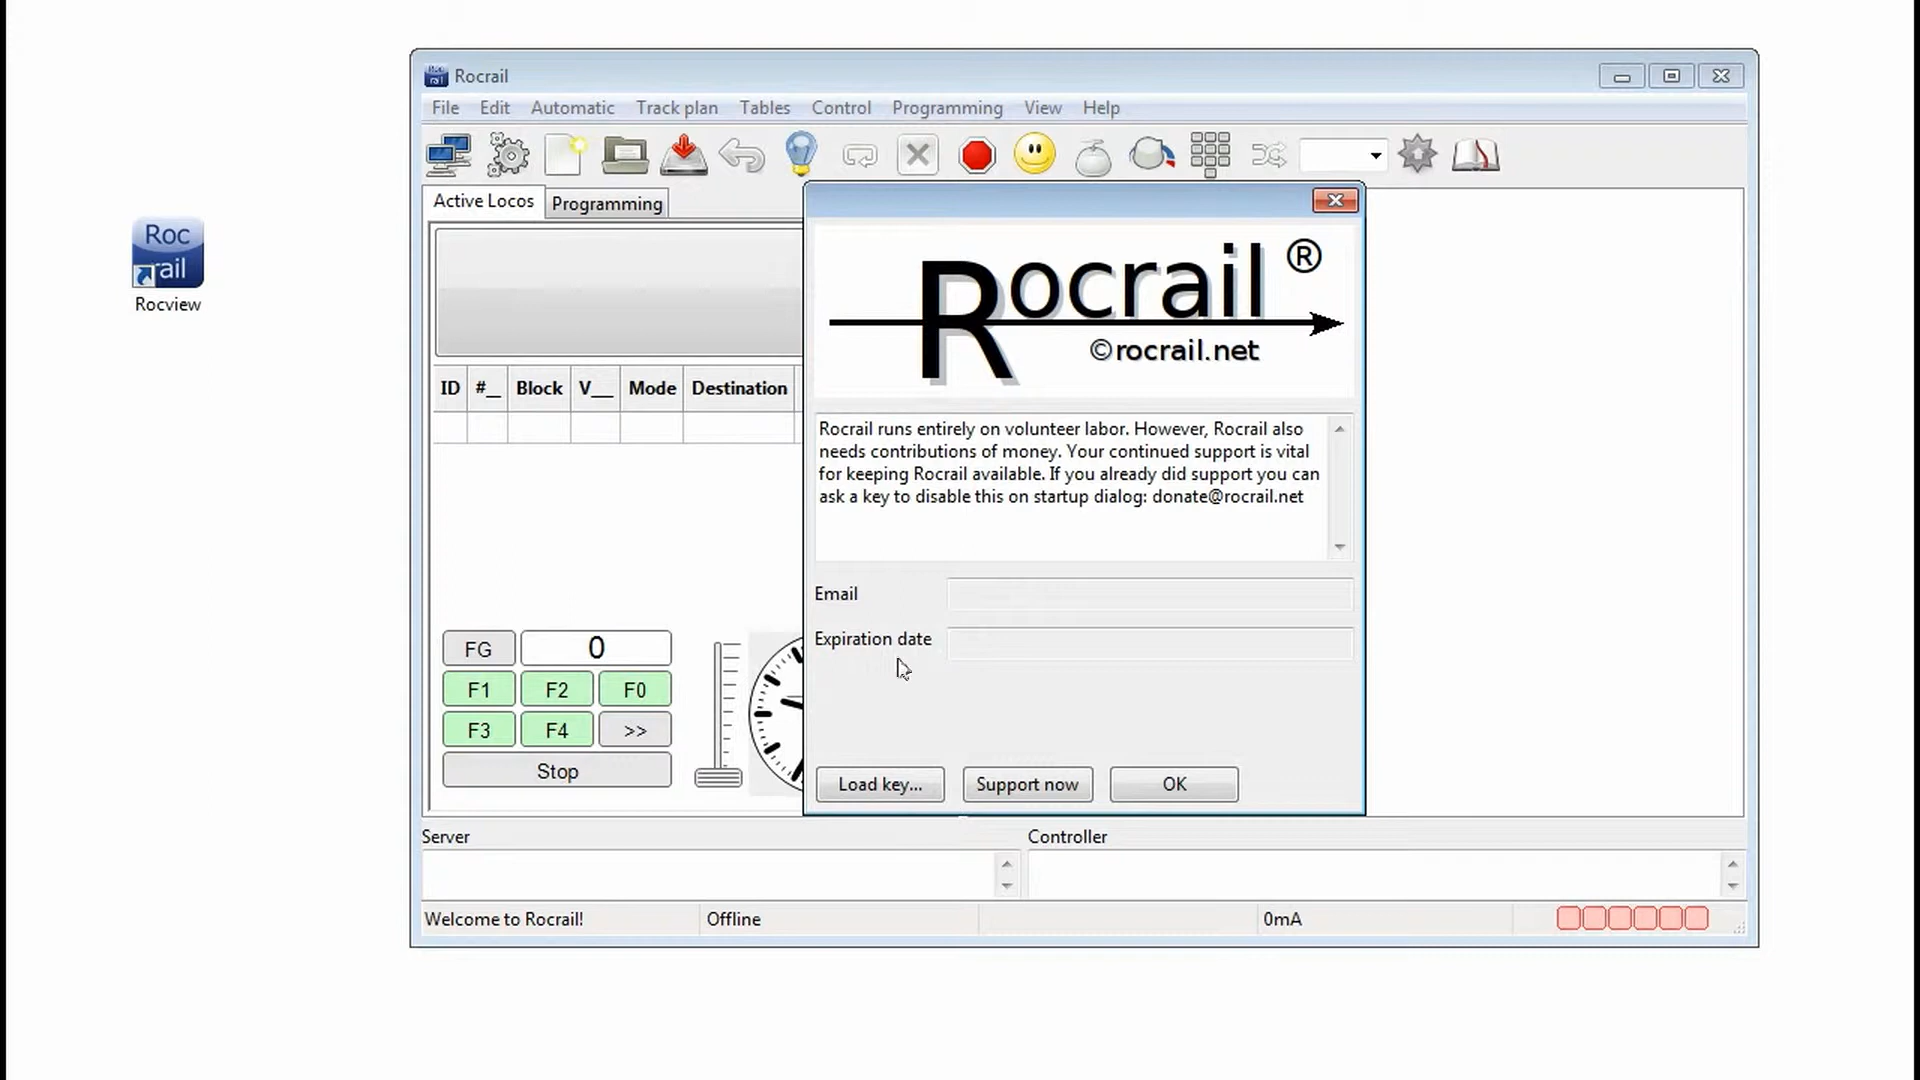 Rocrail
File Edit Automatic Track plan Tables Control Programming View Help
Active Locos Programming
Roc
rail
Rocview
ID #__ Block V__ Mode Destination
Rocrail ®
©rocrail.net
Rocrail runs entirely on volunteer labor. However, Rocrail also
needs contributions of money. Your continued support is vital
for keeping Rocrail available. If you already did support you can
ask a key to disable this on startup dialog: donate@rocrail.net
Email
Expiration date
FG 0
F1 F2 F0
F3 F4 >>
Stop
Load key... Support now OK
Server Controller
Welcome to Rocrail! Offline 0mA